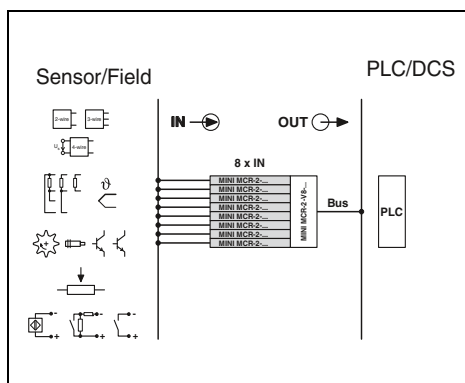 Sensor/Field
PLC/DCS
2-wire
3-wire
4-wire
IN
OUT
8 x IN
MINI MCR-2-...
MINI MCR-2-...
MINI MCR-2-...
MINI MCR-2-...
MINI MCR-2-...
MINI MCR-2-...
MINI MCR-2-...
MINI MCR-2-...
MINI MCR-2-V8-...
Bus
PLC
ϑ
- - -
+ + +